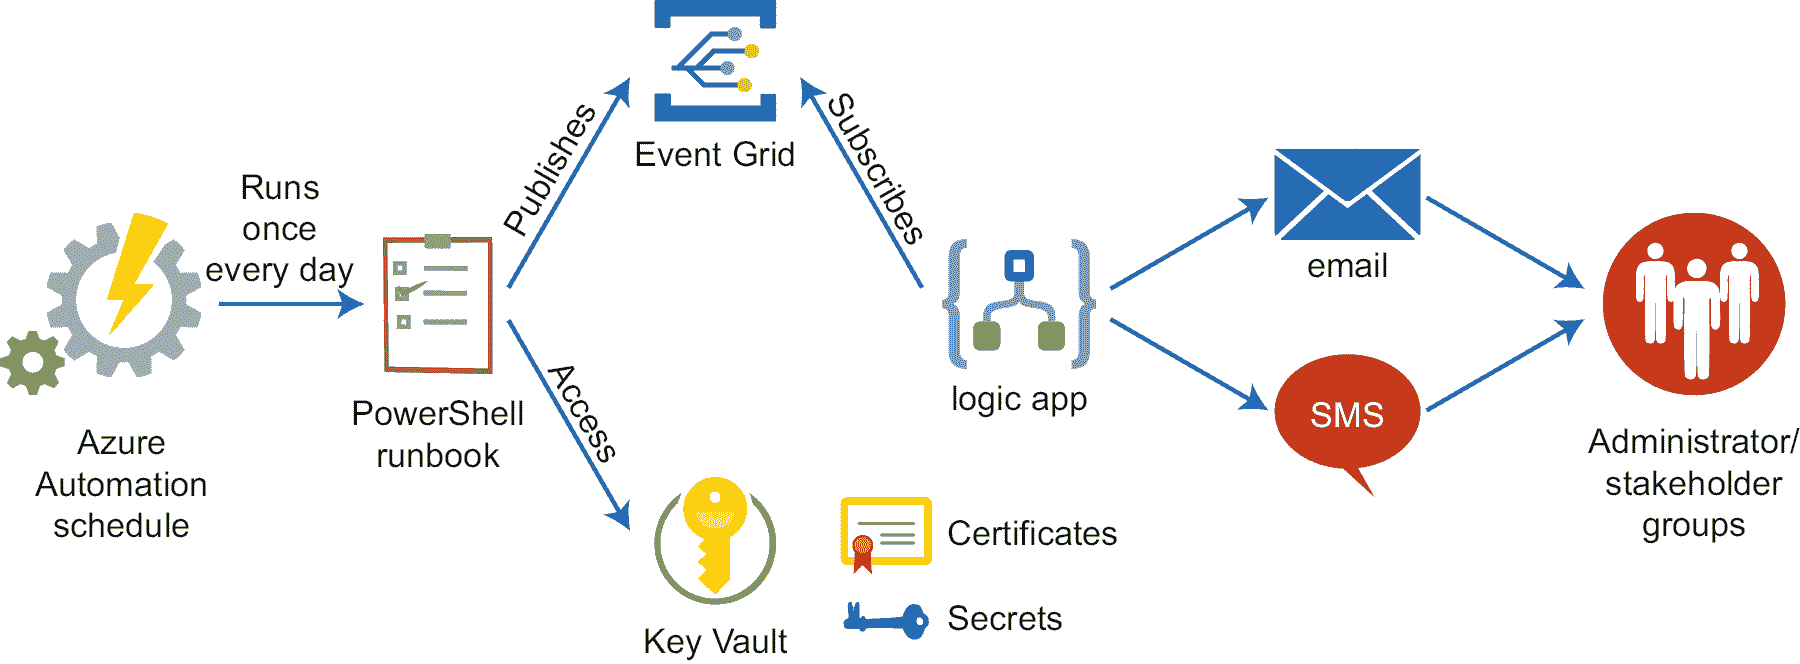 Event Grid
Publishes
Subscribes
Runs
once
every day
email
Access
PowerShell
runbook
logic app
SMS
Azure
Automation
schedule
Administrator/
stakeholder
groups
Certificates
Secrets
Key Vault